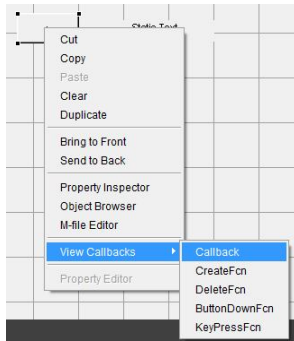 Static Text
Cut
Copy
Paste
Clear
Duplicate
Bring to Front
Send to Back
Property Inspector
Object Browser
M-file Editor
View Callbacks
Property Editor
Callback
CreateFcn
DeleteFcn
ButtonDownFcn
KeyPressFcn